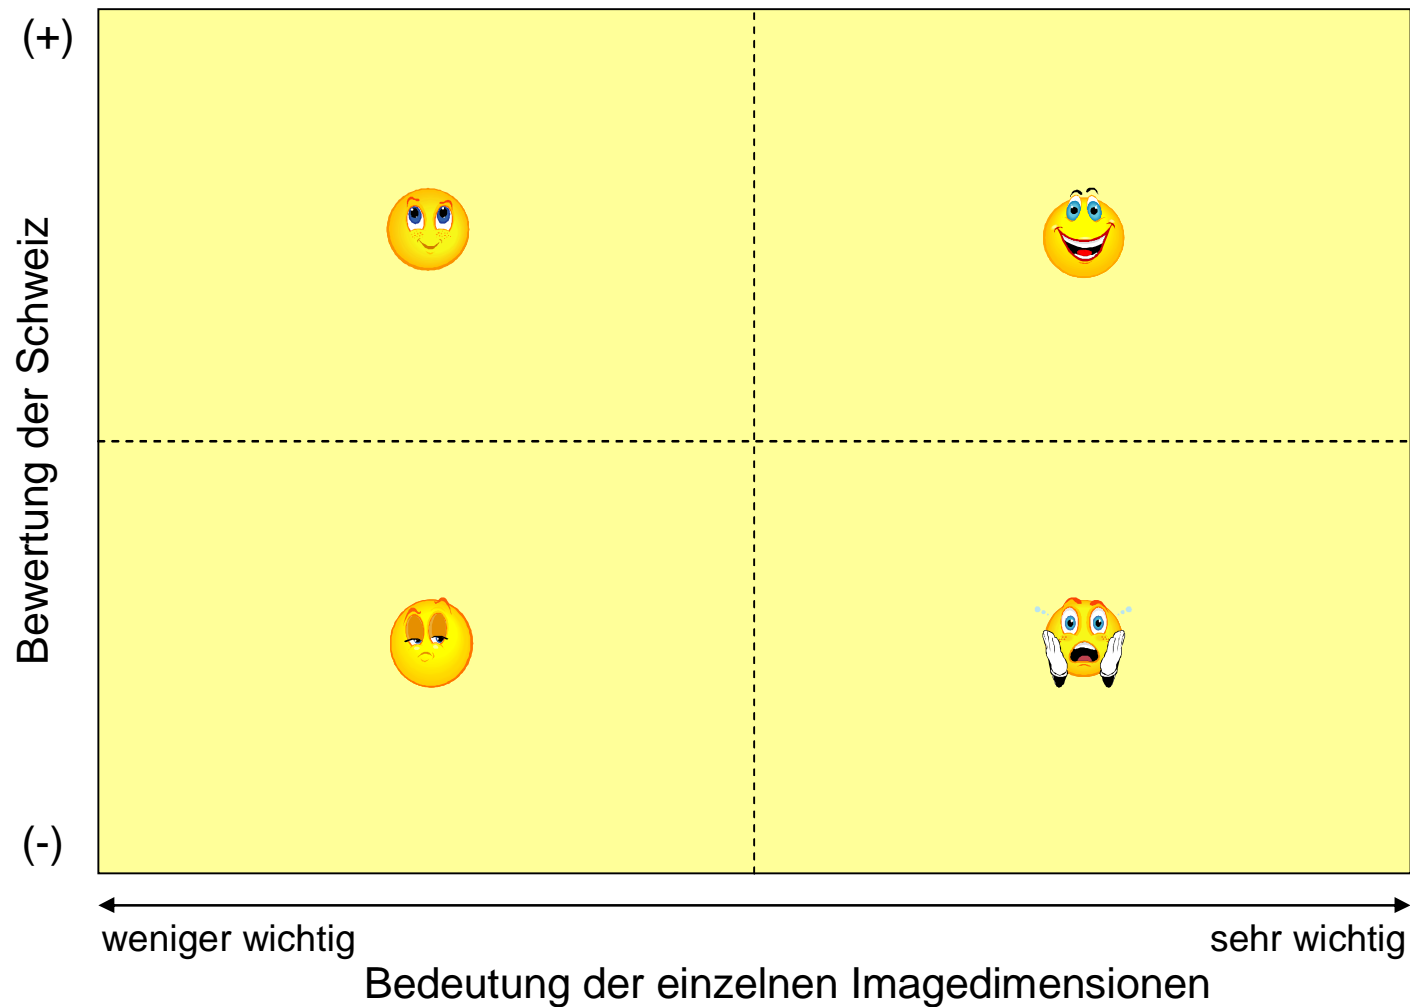 (+)
Bewertung der Schweiz
(-)
weniger wichtig
sehr wichtig
Bedeutung der einzelnen Imagedimensionen